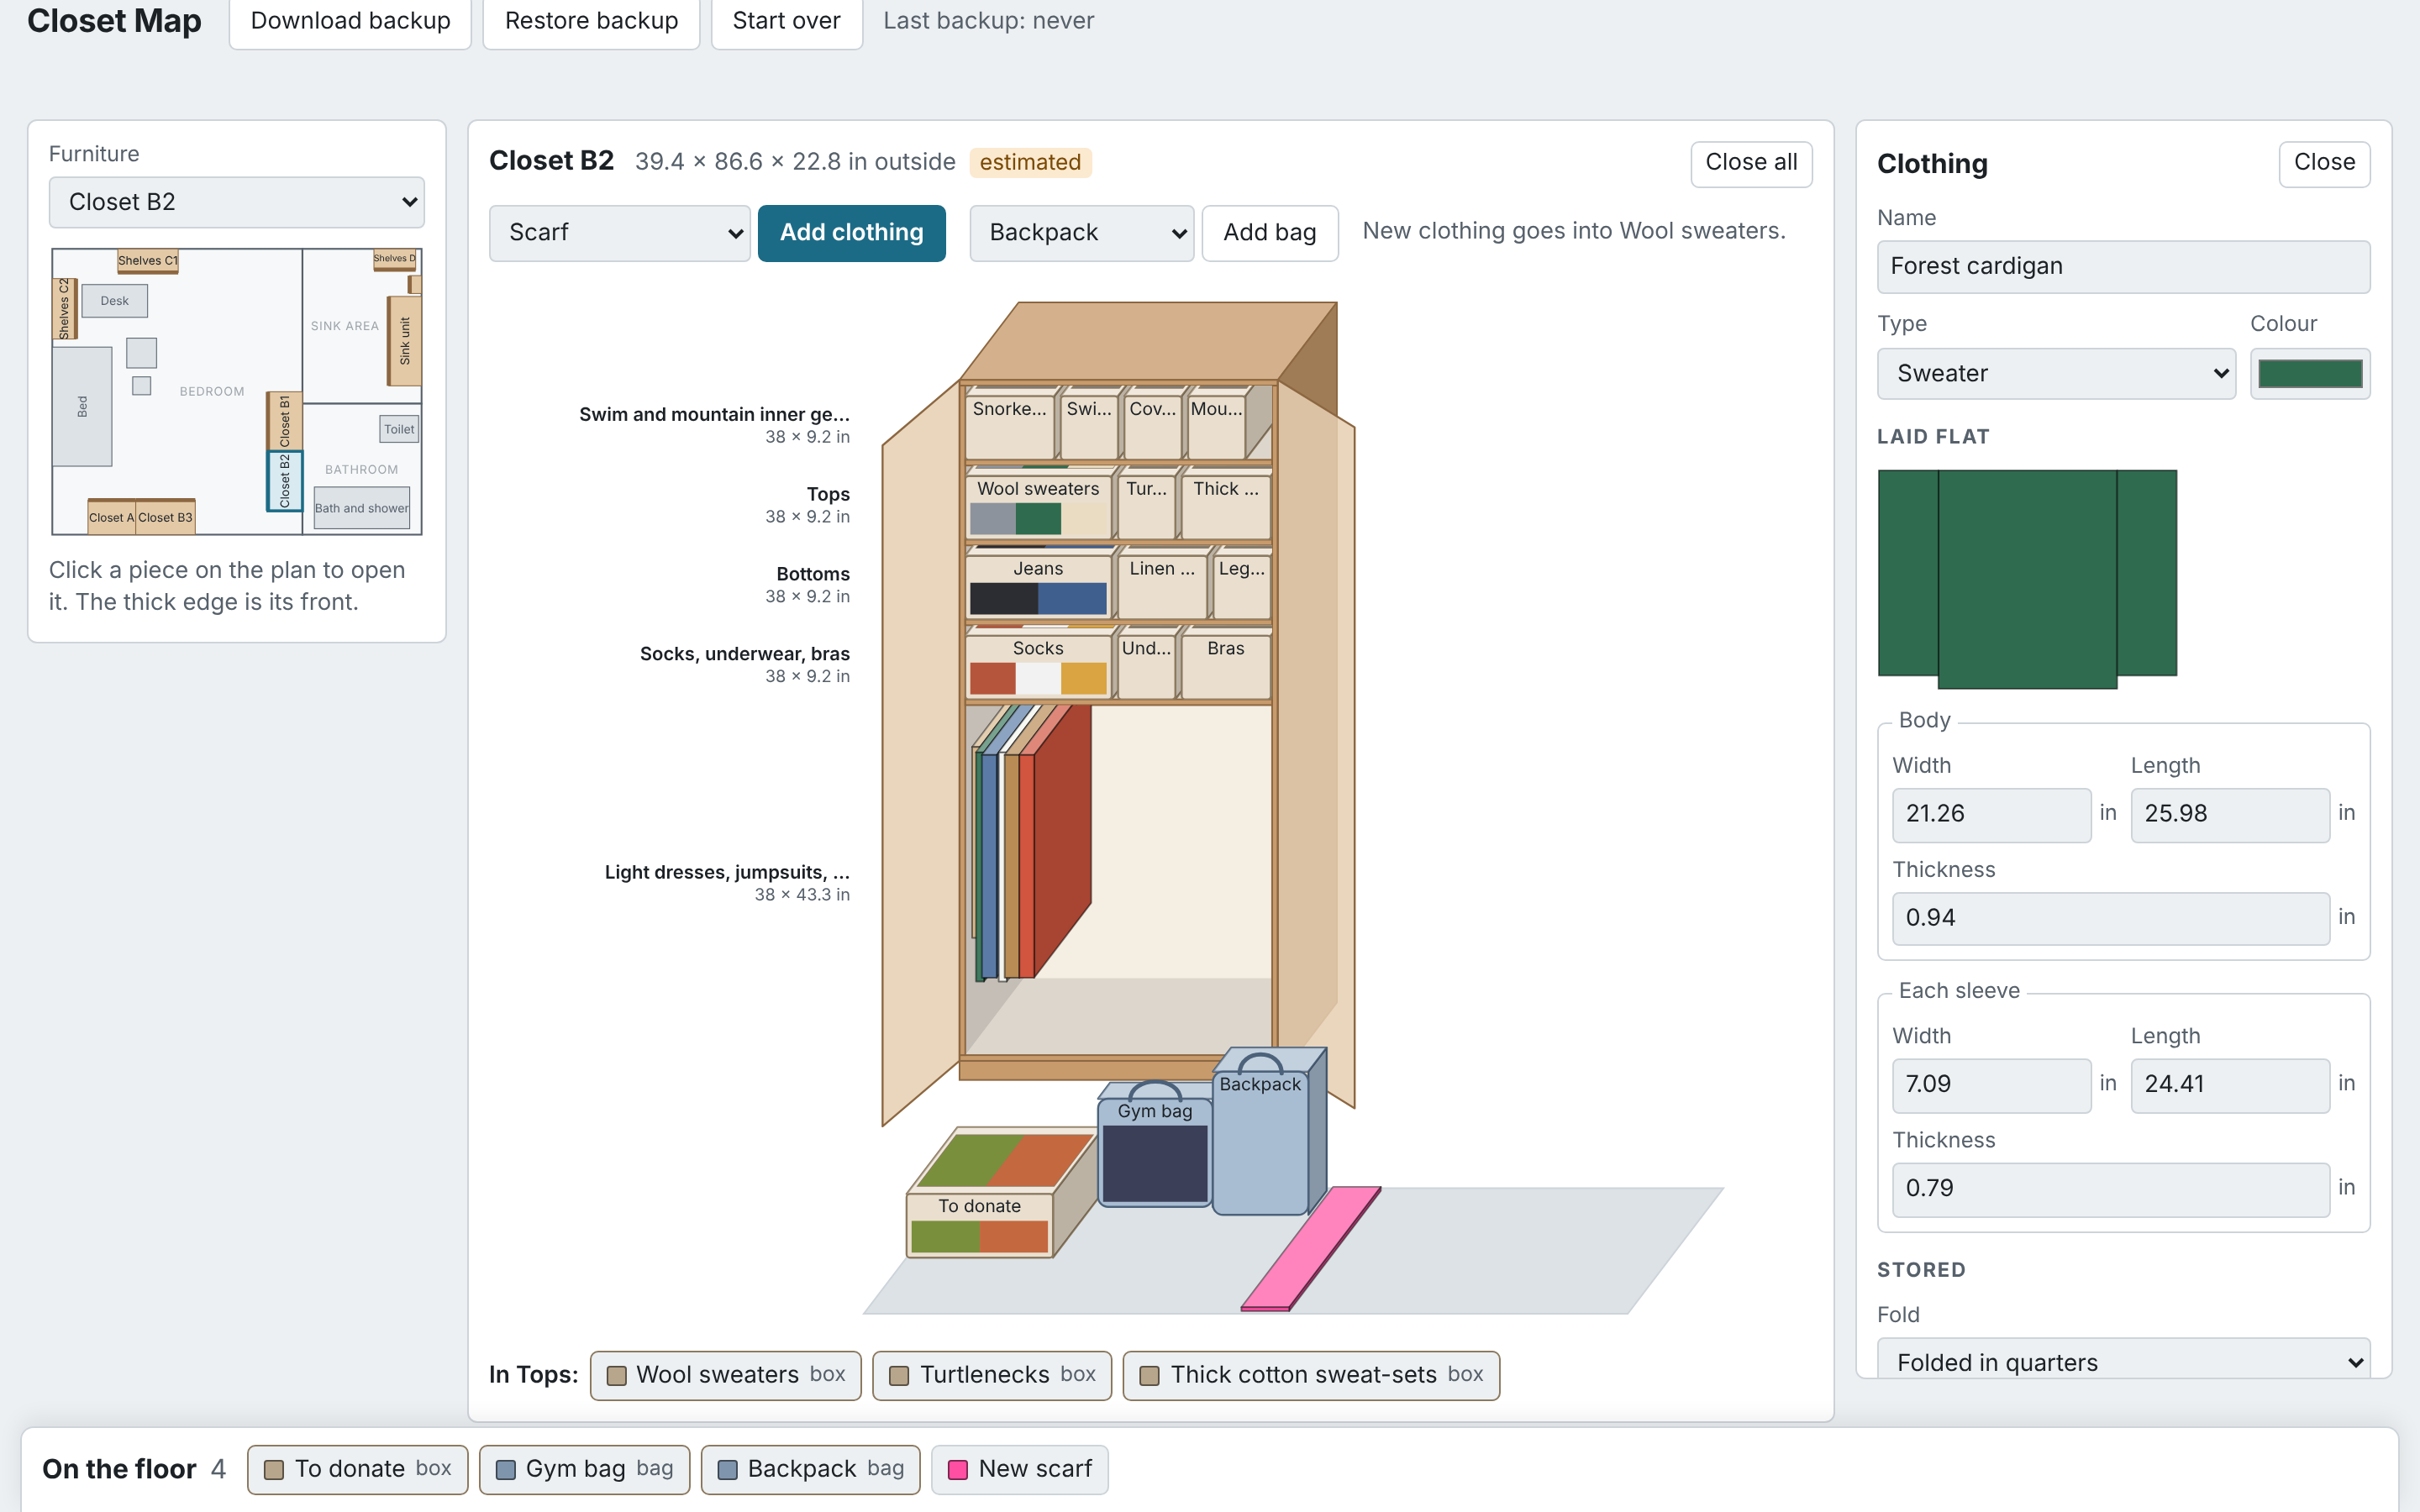 Closet Map
Download backup
Restore backup
Start over
Last backup: never
Furniture
Closet B2
Shelves C1
Shelves D
Shelves C2
Desk
SINK AREA
Sink unit
Bed
BEDROOM
Closet B1
Toilet
BATHROOM
Closet B2
Bath and shower
Closet A
Closet B3
Click a piece on the plan to open
it. The thick edge is its front.
Closet B2 39.4 × 86.6 × 22.8 in outside estimated
Close all
Scarf
Add clothing
Backpack
Add bag
New clothing goes into Wool sweaters.
Swim and mountain inner ge...
38 × 9.2 in
Snorke...
Swi...
Cov...
Mou...
Tops
38 × 9.2 in
Wool sweaters
Tur...
Thick ...
Bottoms
38 × 9.2 in
Jeans
Linen ...
Leg...
Socks, underwear, bras
38 × 9.2 in
Socks
Und...
Bras
Light dresses, jumpsuits, ...
38 × 43.3 in
Backpack
Gym bag
To donate
In Tops:
Wool sweaters box
Turtlenecks box
Thick cotton sweat-sets box
Clothing
Close
Name
Forest cardigan
Type
Colour
Sweater
LAID FLAT
Body
Width
Length
21.26 in
25.98 in
Thickness
0.94 in
Each sleeve
Width
Length
7.09 in
24.41 in
Thickness
0.79 in
STORED
Fold
Folded in quarters
On the floor 4
To donate box
Gym bag bag
Backpack bag
New scarf